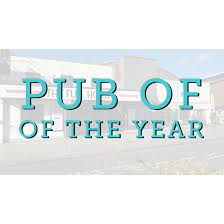 PUB OF
OF THE YEAR